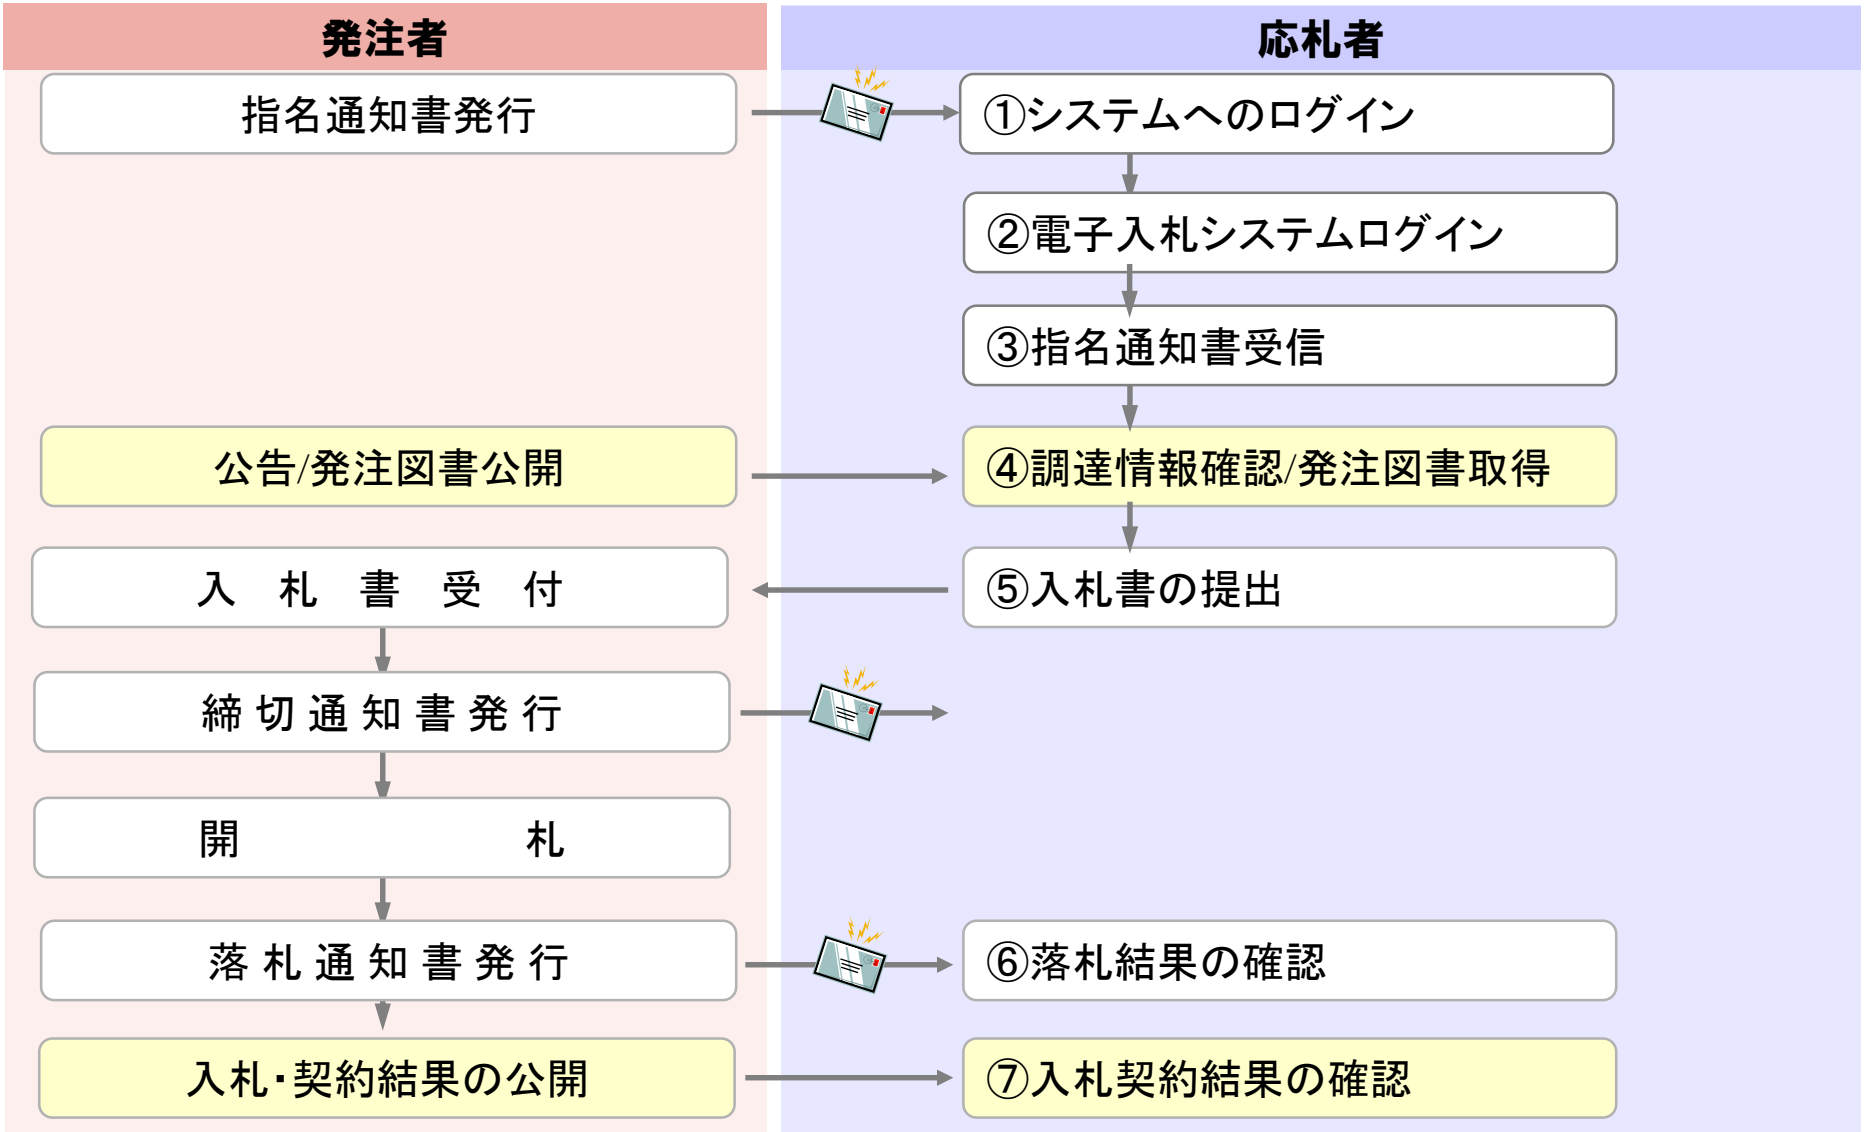 発注者
応札者
指名通知書発行
①システムへのログイン
②電子入札システムログイン
③指名通知書受信
公告/発注図書公開
④調達情報確認/発注図書取得
入 札 書 受 付
⑤入札書の提出
締切通知書発行
開 札
落札通知書発行
⑥落札結果の確認
入札・契約結果の公開
⑦入札契約結果の確認